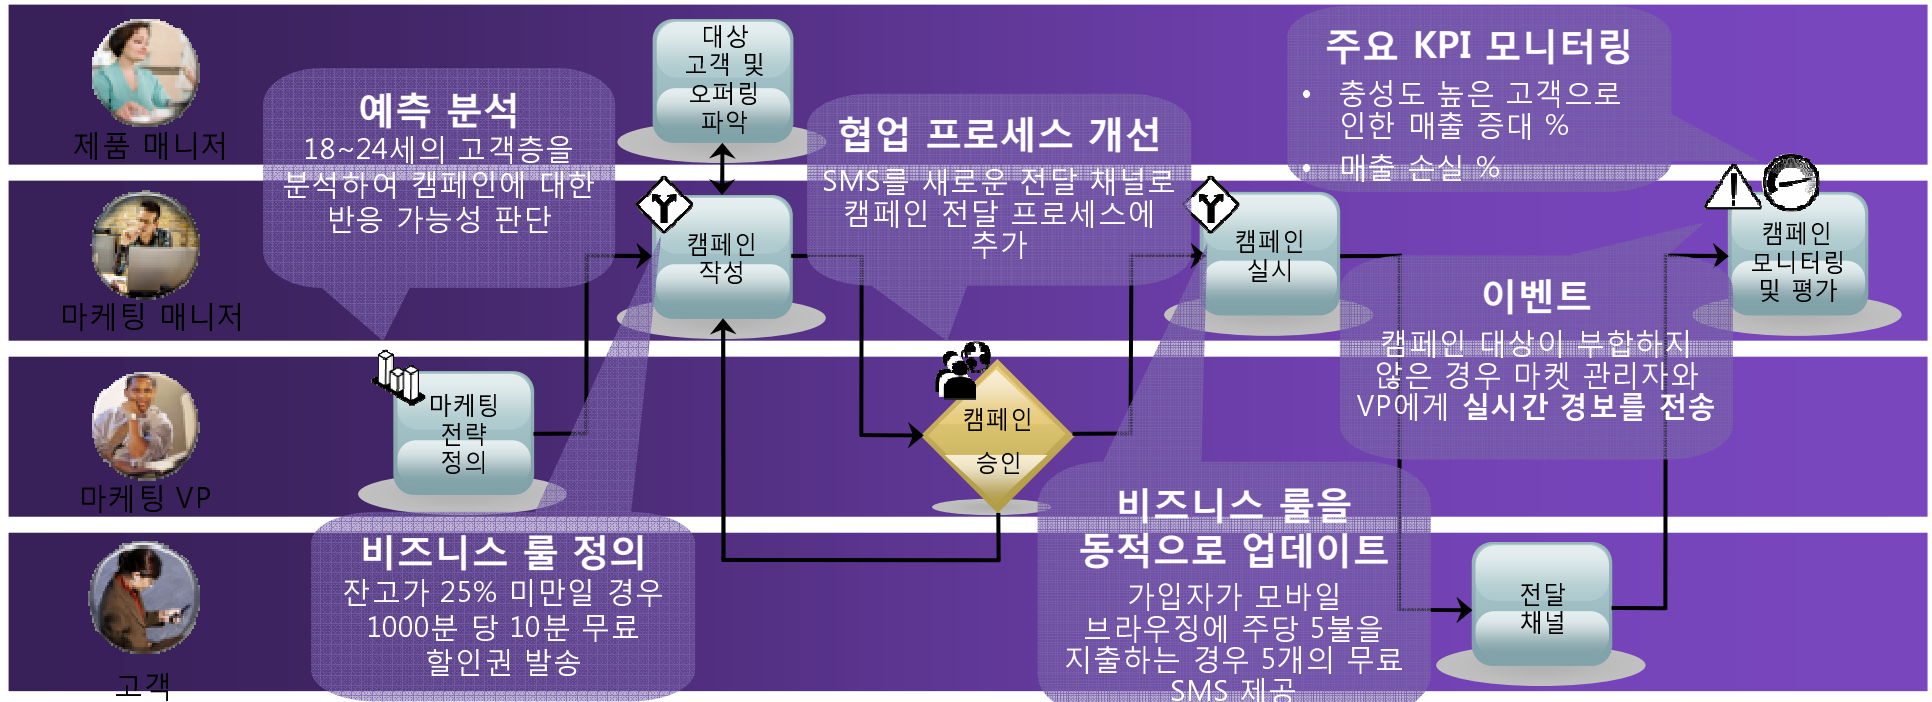 제품 매니저
예측 분석
18~24세의 고객층을
분석하여 캠페인에 대한
반응 가능성 판단
대상
고객 및
오퍼링
파악
협업 프로세스 개선
SMS를 새로운 전달 채널로
캠페인 전달 프로세스에
추가
주요 KPI 모니터링
• 충성도 높은 고객으로
인한 매출 증대 %
• 매출 손실 %
마케팅 매니저
캠페인
작성
캠페인
실시
캠페인
모니터링
및 평가
이벤트
캠페인 대상이 부합하지
않은 경우 마켓 관리자와
VP에게 실시간 경보를 전송
마케팅 VP
마케팅
전략
정의
캠페인
승인
비즈니스 룰을
동적으로 업데이트
가입자가 모바일
브라우징에 주당 5불을
지출하는 경우 5개의 무료
SMS 제공
고객
비즈니스 룰 정의
잔고가 25% 미만일 경우
1000분 당 10분 무료
할인권 발송
전달
채널